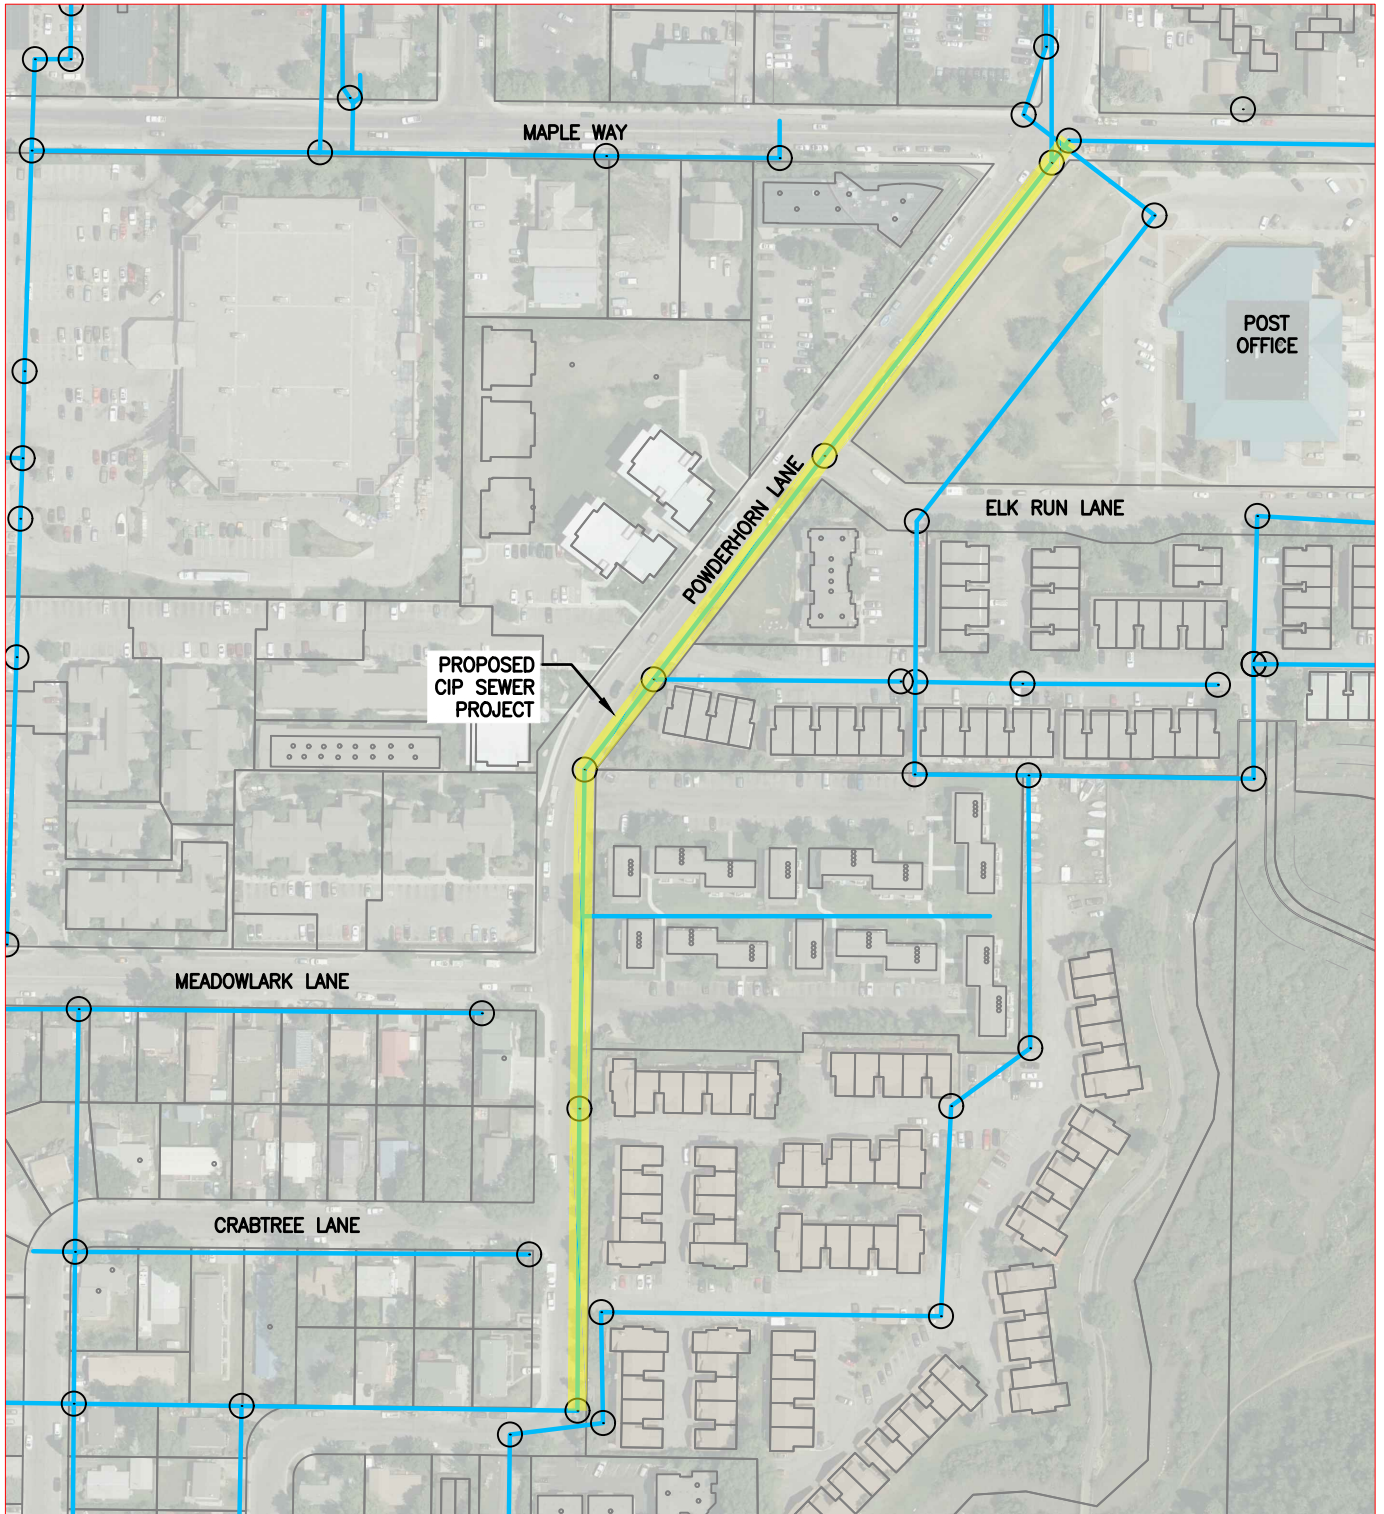 MAPLE WAY
POST
OFFICE
POWDERHORN LANE
ELK RUN LANE
PROPOSED
CIP SEWER
PROJECT
MEADOWLARK LANE
CRABTREE LANE